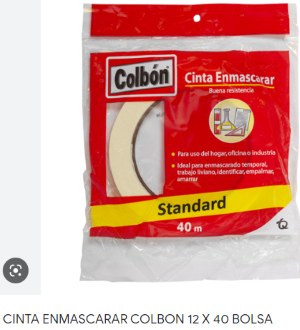 Colbón
Cinta Enmascarar
Buena resistencia
• Para uso del hogar, oficina o industria
• Ideal para enmascarado temporal,
trabajo liviano, identificar, empalmar,
amarrar
Standard
40 m
CINTA ENMASCARAR COLBON 12 X 40 BOLSA